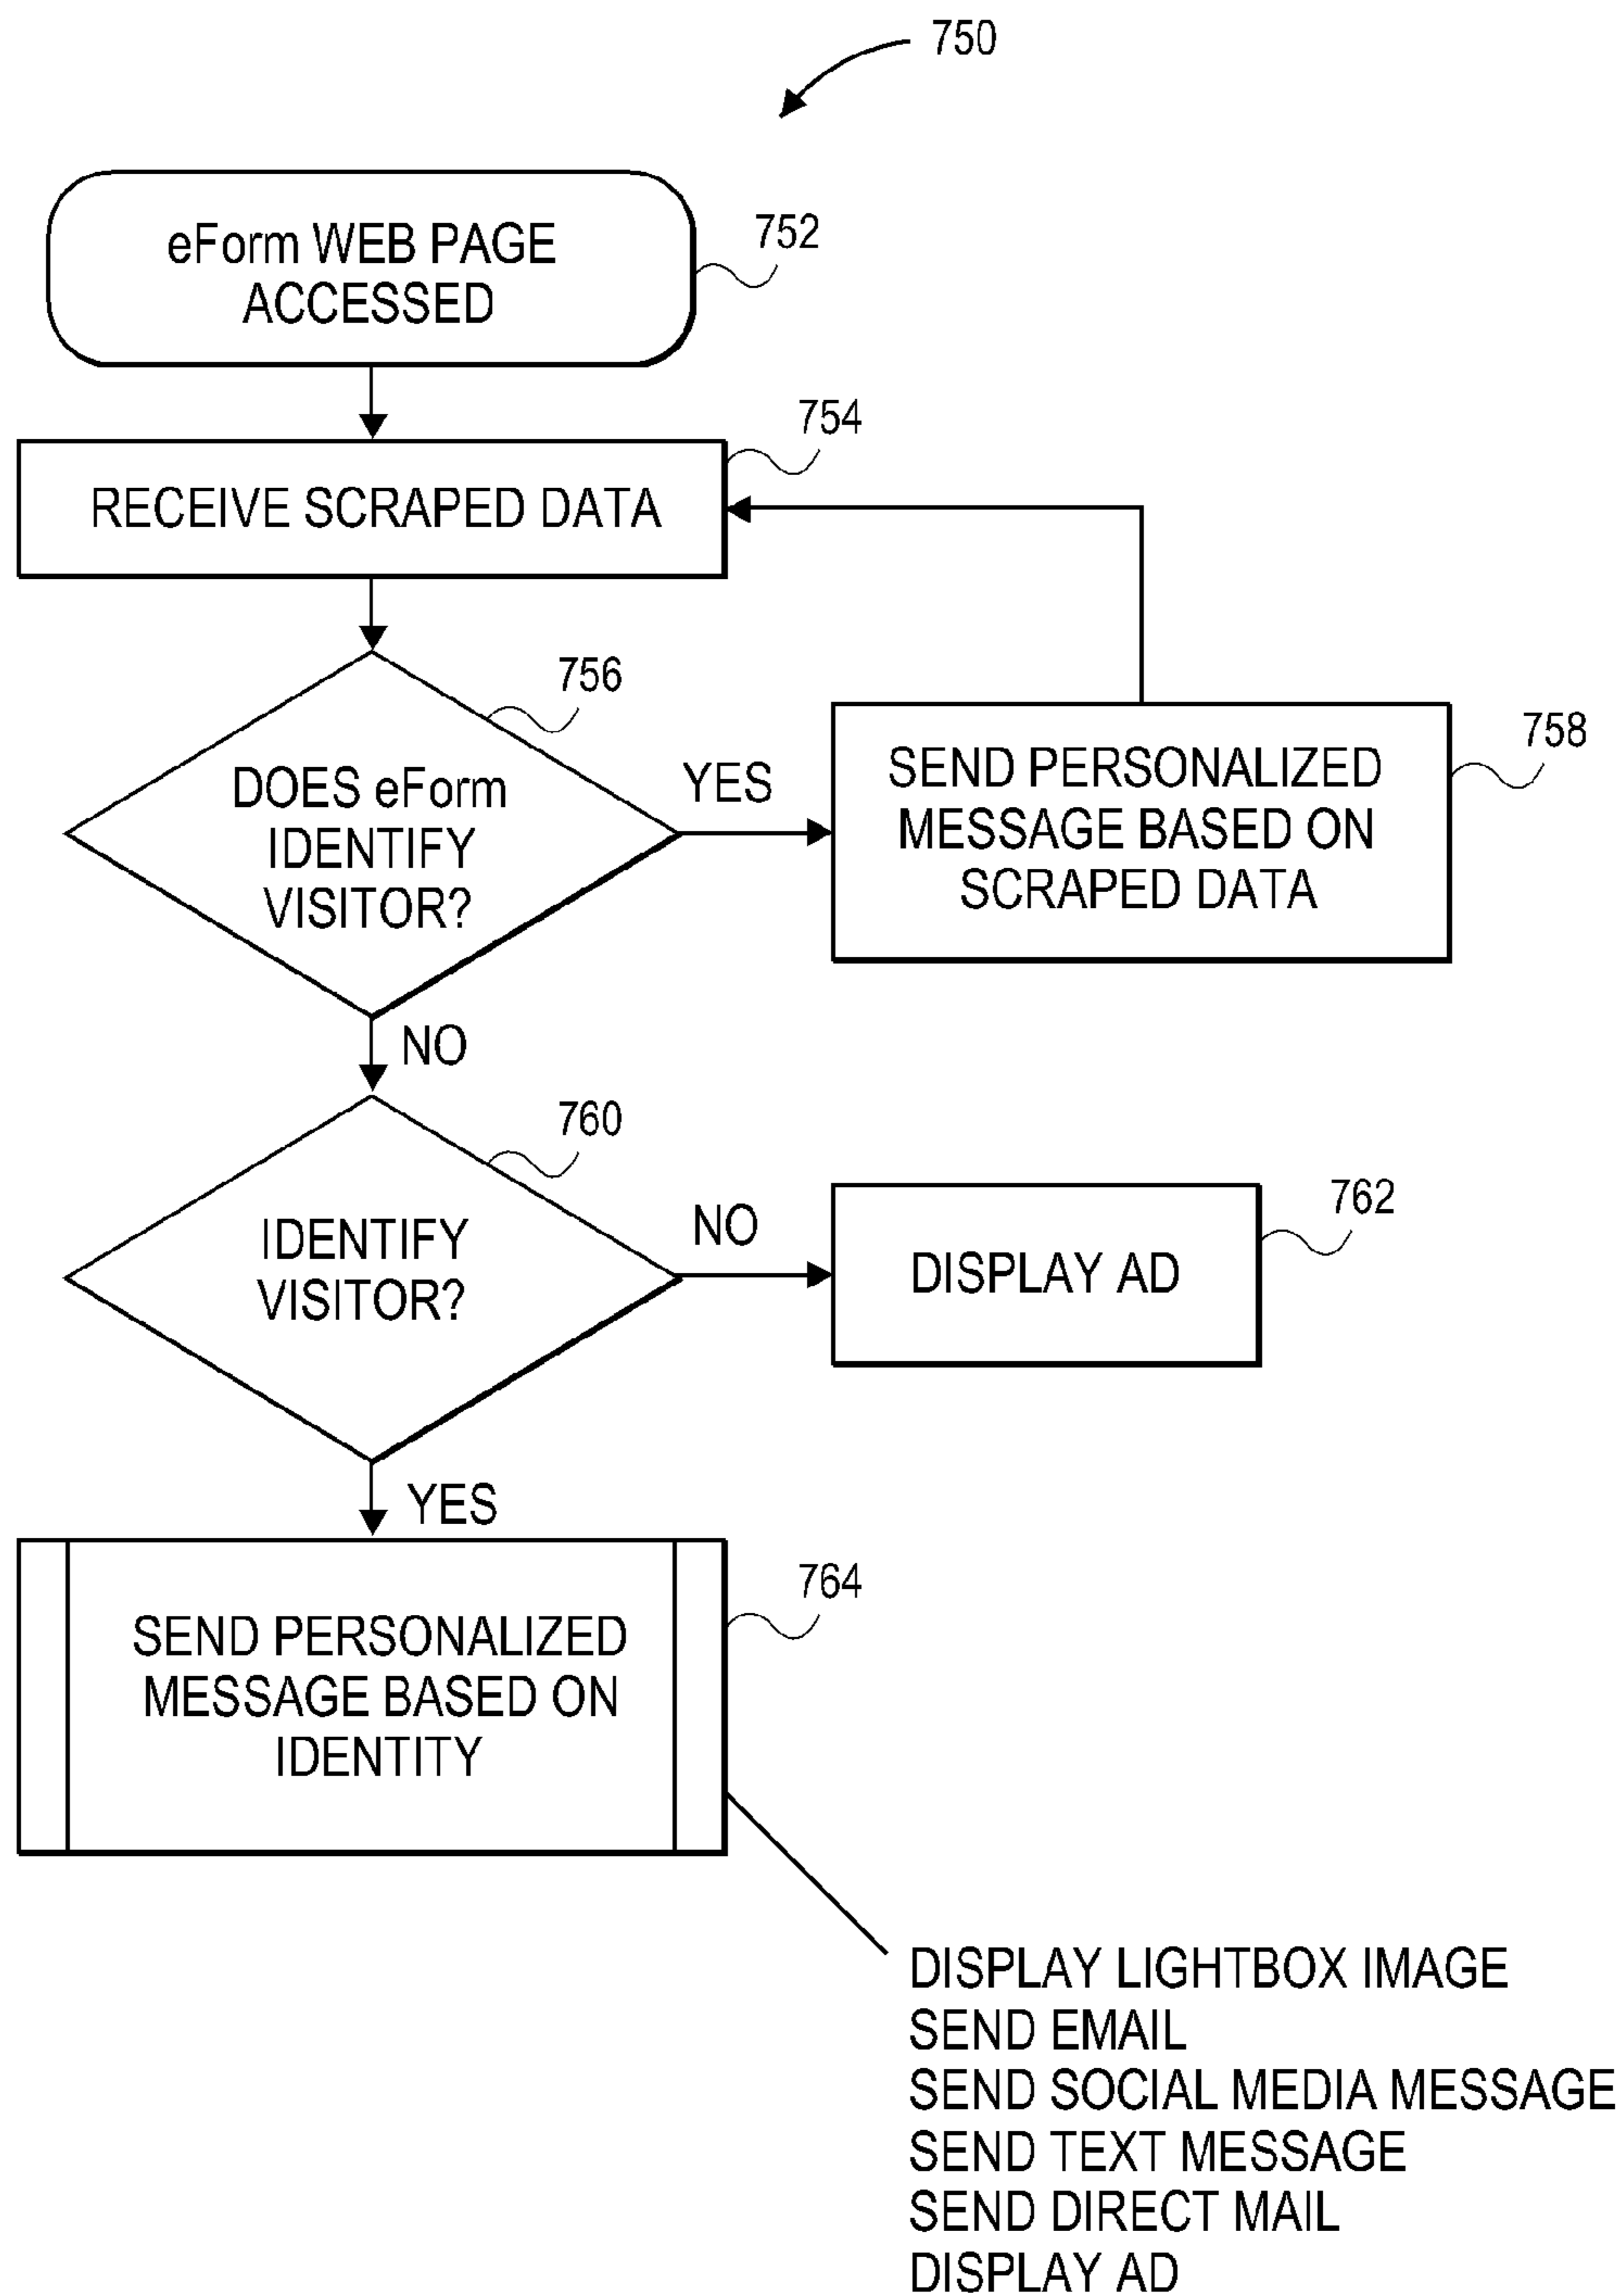 750
eForm WEB PAGE
ACCESSED
752
RECEIVE SCRAPED DATA
754
DOES eForm
IDENTIFY
VISITOR?
756
YES
SEND PERSONALIZED
MESSAGE BASED ON
SCRAPED DATA
758
NO
IDENTIFY
VISITOR?
760
NO
DISPLAY AD
762
YES
SEND PERSONALIZED
MESSAGE BASED ON
IDENTITY
764
DISPLAY LIGHTBOX IMAGE
SEND EMAIL
SEND SOCIAL MEDIA MESSAGE
SEND TEXT MESSAGE
SEND DIRECT MAIL
DISPLAY AD